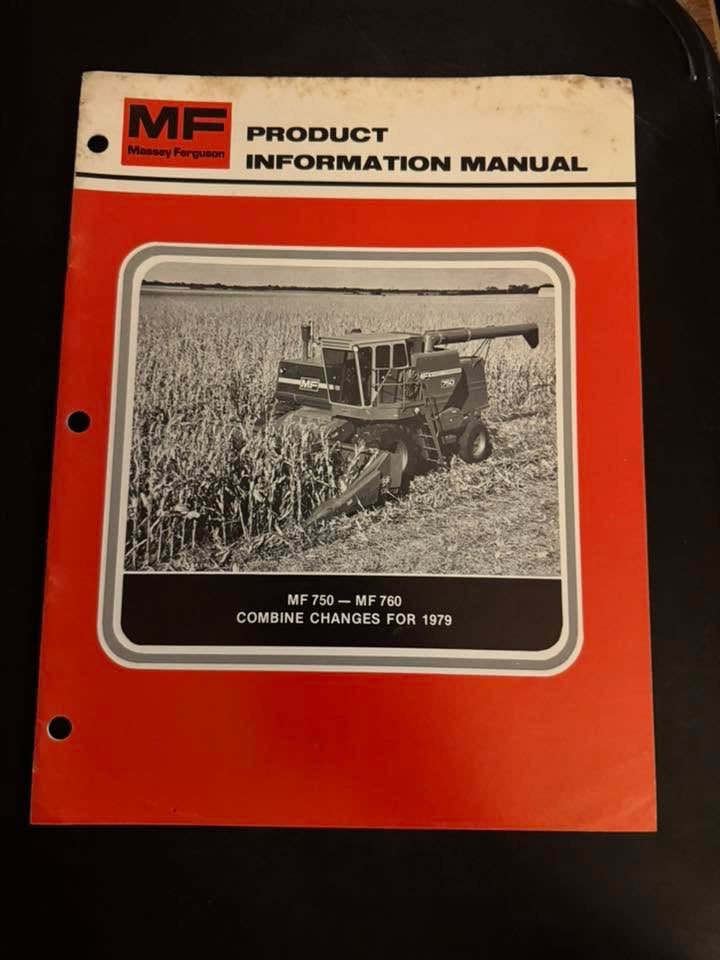 MF
Massey Ferguson
PRODUCT
INFORMATION MANUAL
MF
750
MF 750 — MF 760
COMBINE CHANGES FOR 1979